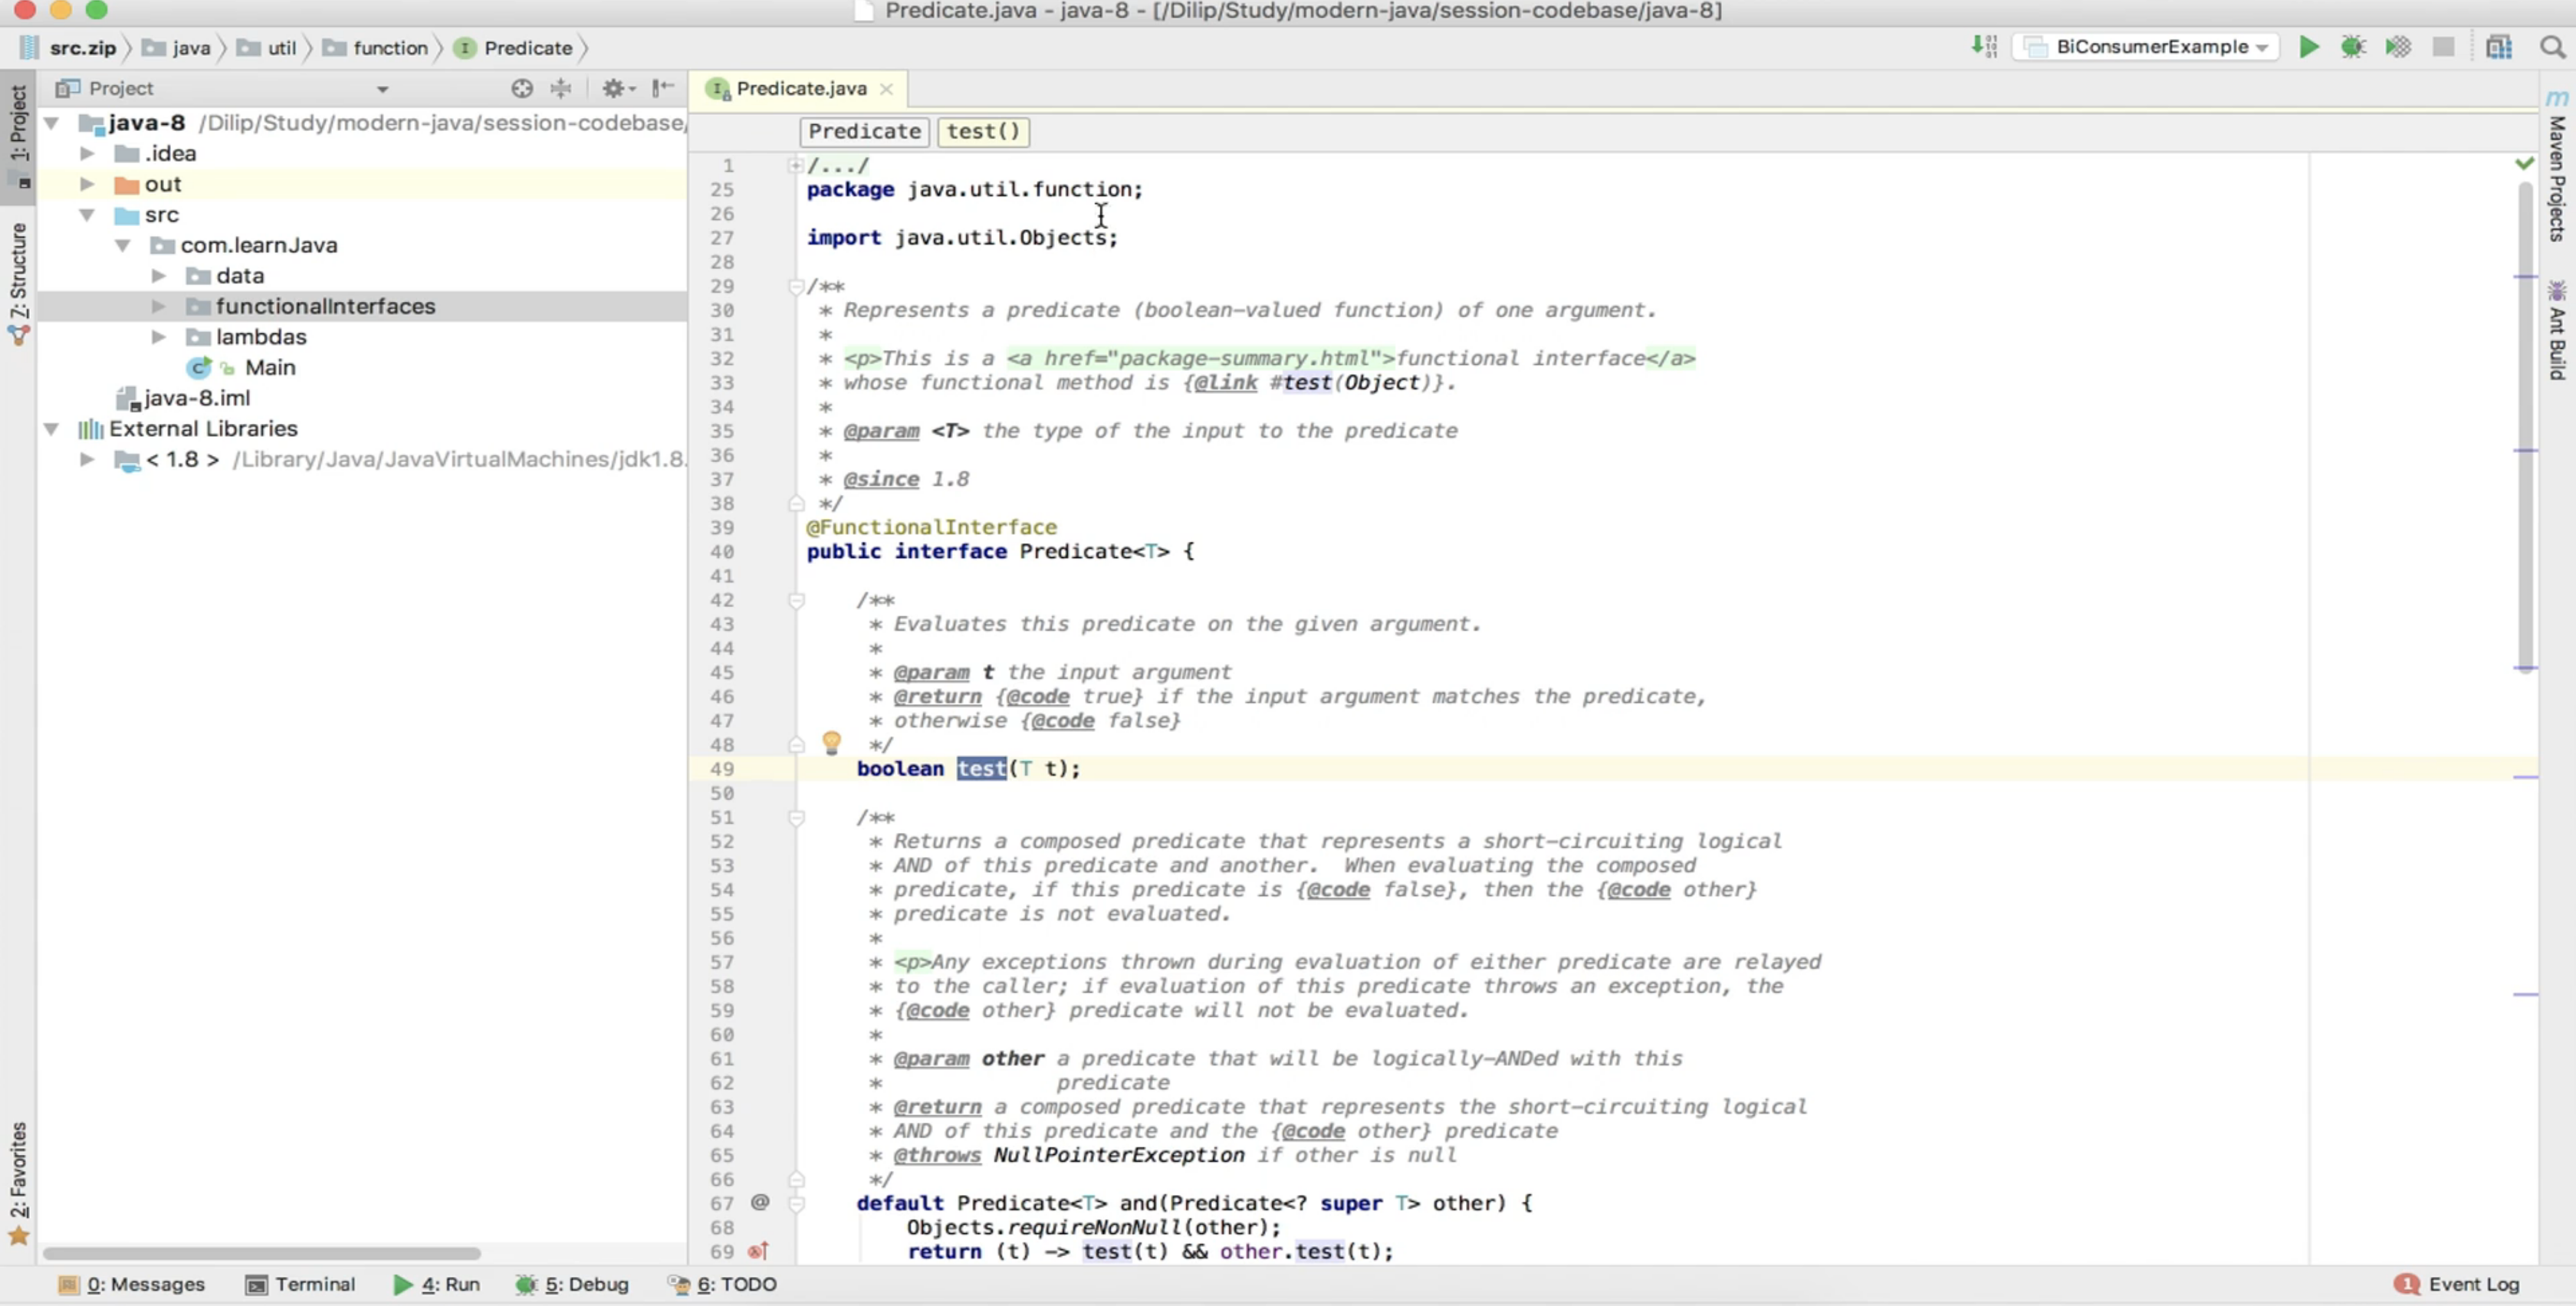 Predicate.java - java-8 - [/Dilip/Study/modern-java/session-codebase/java-8]
src.zip java util function Predicate
BiConsumerExample
Project
Predicate.java
1: Project
Z: Structure
2: Favorites
java-8 /Dilip/Study/modern-java/session-codebase/
.idea
out
src
com.learnJava
data
functionalInterfaces
lambdas
Main
java-8.iml
External Libraries
< 1.8 > /Library/Java/JavaVirtualMachines/jdk1.8.
Predicate test()
1 /.../
25 package java.util.function;
26
27 import java.util.Objects;
28
29 /**
30 * Represents a predicate (boolean-valued function) of one argument.
31 *
32 * <p>This is a <a href="package-summary.html">functional interface</a>
33 * whose functional method is {@link #test(Object)}.
34 *
35 * @param <T> the type of the input to the predicate
36 *
37 * @since 1.8
38 */
39 @FunctionalInterface
40 public interface Predicate<T> {
41
42 /**
43 * Evaluates this predicate on the given argument.
44 *
45 * @param t the input argument
46 * @return {@code true} if the input argument matches the predicate,
47 * otherwise {@code false}
48 */
49 boolean test(T t);
50
51 /**
52 * Returns a composed predicate that represents a short-circuiting logical
53 * AND of this predicate and another.  When evaluating the composed
54 * predicate, if this predicate is {@code false}, then the {@code other}
55 * predicate is not evaluated.
56 *
57 * <p>Any exceptions thrown during evaluation of either predicate are relayed
58 * to the caller; if evaluation of this predicate throws an exception, the
59 * {@code other} predicate will not be evaluated.
60 *
61 * @param other a predicate that will be logically-ANDed with this
62 *              predicate
63 * @return a composed predicate that represents the short-circuiting logical
64 * AND of this predicate and the {@code other} predicate
65 * @throws NullPointerException if other is null
66 */
67 @ default Predicate<T> and(Predicate<? super T> other) {
68 Objects.requireNonNull(other);
69 return (t) -> test(t) && other.test(t);
Maven Projects
Ant Build
0: Messages Terminal 4: Run 5: Debug 6: TODO
1 Event Log